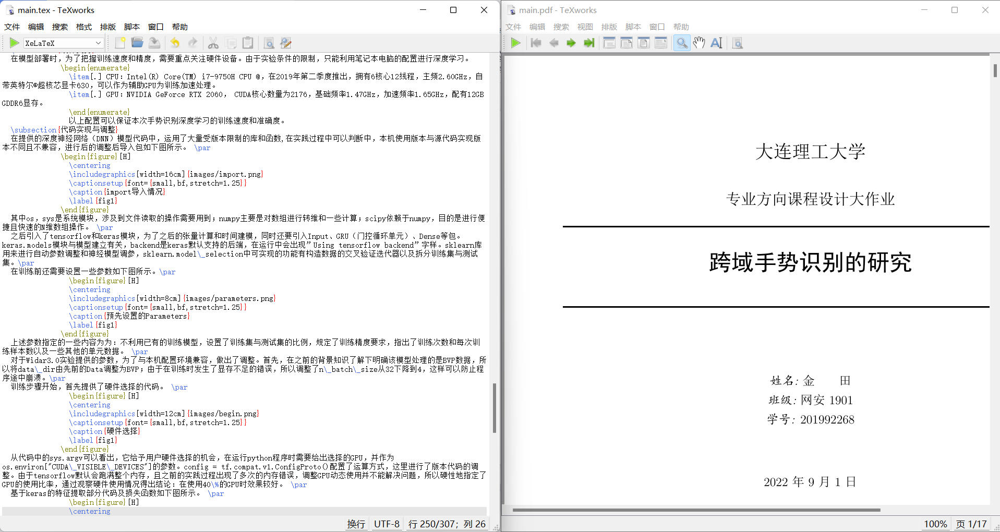 main.tex - TeXworks
文件 编辑 搜索 格式 排版 脚本 窗口 帮助
XeLaTeX
在模型部署时，为了把握训练速度和精度，需要重点关注硬件设备。由于实验条件的限制，只能利用笔记本电脑的配置进行深度学习。
\begin{enumerate}
\item[.] CPU：Intel(R) Core(TM) i7-9750H CPU @，在2019年第二季度推出，拥有6核心12线程，主频2.60GHz，自
带英特尔®超核芯显卡630，可以作为辅助GPU为训练加速处理。
\item[.] GPU：NVIDIA GeForce RTX 2060， CUDA核心数量为2176，基础频率1.47GHz，加速频率1.65GHz，配有12GB
GDDR6显存。
\end{enumerate}
以上配置可以保证本次手势识别深度学习的训练速度和准确度。
\subsection{代码实现与调整}
在提供的深度神经网络（DNN）模型代码中，运用了大量受版本限制的库和函数,在实践过程中可以判断中，本机使用版本与源代码实现版
本不同且不兼容，进行后的调整后导入包如下图所示。 \par
\begin{figure}[H]
\centering
\includegraphics[width=16cm]{images/import.png}
\captionsetup{font={small,bf,stretch=1.25}}
\caption{import导入情况}
\label{fig1}
\end{figure}
其中os，sys是系统模块，涉及到文件读取的操作需要用到；numpy主要是对数组进行转维和一些计算；scipy依赖于numpy，目的是进行便
捷且快速的N维数组操作。 \par
之后引入了tensorflow和keras模块，为了之后的张量计算和时间建模，同时还要引入Input、GRU（门控循环单元）、Dense等包。
keras.models模块与模型建立有关，backend是keras默认支持的后端，在运行中会出现”Using tensorflow backend”字样。sklearn库
用来进行自动参数调整和神经模型调参，sklearn.model\_selection中可实现的功能有构造数据的交叉验证迭代器以及拆分训练集与测试
集。\par
在训练前还需要设置一些参数如下图所示。\par
\begin{figure}[H]
\centering
\includegraphics[width=8cm]{images/parameters.png}
\captionsetup{font={small,bf,stretch=1.25}}
\caption{预先设置的Parameters}
\label{fig1}
\end{figure}
上述参数指定的一些内容为为：不利用已有的训练模型，设置了训练集与测试集的比例，规定了训练精度要求，指出了训练次数和每次训
练样本数以及一些其他的单元数据。 \par
对于Widar3.0实验提供的参数，为了与本机配置环境兼容，做出了调整。首先，在之前的背景知识了解下明确该模型处理的是BVP数据，所
以将data\_dir由先前的Data调整为BVP；由于在训练时发生了显存不足的错误，所以调整了n\_batch\_size从32下降到4，这样可以防止程
序途中崩溃。\par
训练步骤开始，首先提供了硬件选择的代码。 \par
\begin{figure}[H]
\centering
\includegraphics[width=12cm]{images/begin.png}
\captionsetup{font={small,bf,stretch=1.25}}
\caption{硬件选择}
\label{fig1}
\end{figure}
从代码中的sys.argv可以看出，它给予用户硬件选择的机会，在运行python程序时需要给出选择的GPU，并作为
os.environ["CUDA\_VISIBLE\_DEVICES"]的参数。config = tf.compat.v1.ConfigProto()配置了运算方式，这里进行了版本代码的调
整。由于tensorflow默认会跑满整个内存，且之前的实践过程出现了多次的内存错误，调整GPU动态使用并不能解决问题，所以硬性地指定了
GPU的使用比率，通过观察硬件使用情况得出结论：在使用40\%的GPU时效果较好。 \par
基于keras的特征提取部分代码及损失函数如下图所示。 \par
\begin{figure}[H]
\centering
换行 UTF-8 行 250/307；列 26
main.pdf - TeXworks
文件 编辑 搜索 视图 排版 脚本 窗口 帮助
大连理工大学
专业方向课程设计大作业
跨域手势识别的研究
姓名: 金 田
班级: 网安 1901
学号: 201992268
2022 年 9 月 1 日
100% 页 1/17